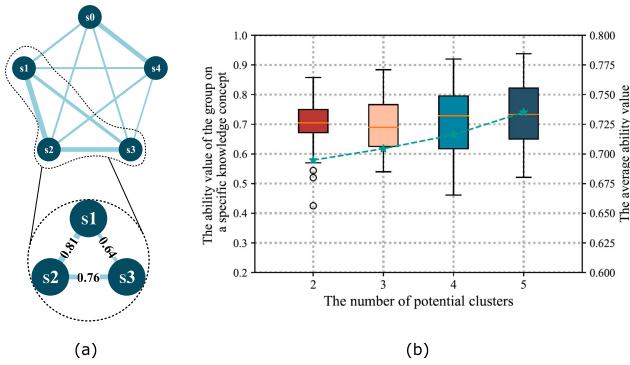 s0
s1
s4
s2
s3
s1
0.81
0.64
s2
0.76
s3
(a)
The ability value of the group on
a specific knowledge concept
1.0
0.9
0.8
0.7
0.6
0.5
0.4
0.3
0.2
2
3
4
5
The number of potential clusters
0.800
0.775
0.750
0.725
0.700
0.675
0.650
0.625
0.600
The average ability value
(b)